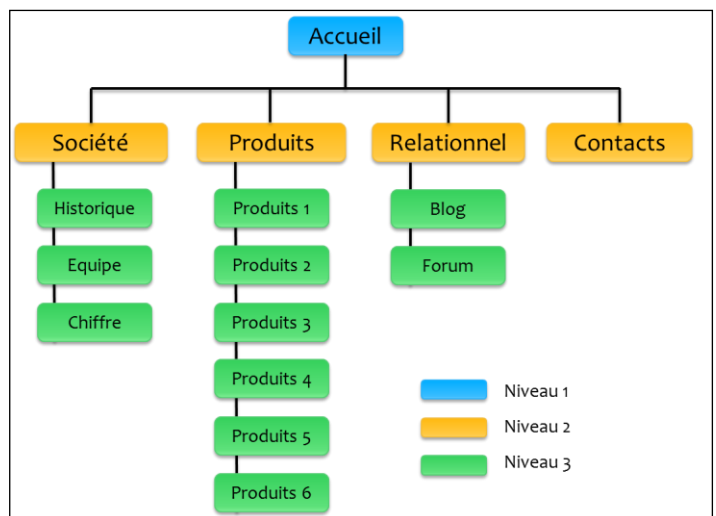 Accueil
Société
Produits
Relationnel
Contacts
Historique
Equipe
Chiffre
Produits 1
Produits 2
Produits 3
Produits 4
Produits 5
Produits 6
Blog
Forum
Niveau 1
Niveau 2
Niveau 3